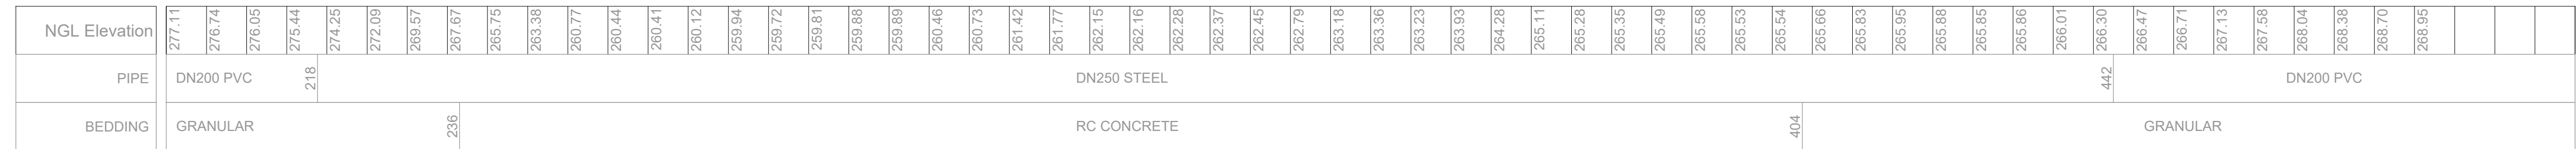 NGL Elevation 277.11 276.74 276.05 275.44 274.25 272.09 269.57 267.67 265.75 263.38 260.77 260.44 260.41 260.12 259.94 259.72 259.81 259.88 259.89 260.46 260.73 261.42 261.77 262.15 262.16 262.28 262.37 262.45 262.79 263.18 263.36 263.23 263.93 264.28 265.11 265.28 265.35 265.49 265.58 265.53 265.54 265.66 265.83 265.95 265.88 265.85 265.86 266.01 266.30 266.47 266.71 267.13 267.58 268.04 268.38 268.70 268.95
PIPE DN200 PVC 218 DN250 STEEL 442 DN200 PVC
BEDDING GRANULAR 236 RC CONCRETE 404 GRANULAR